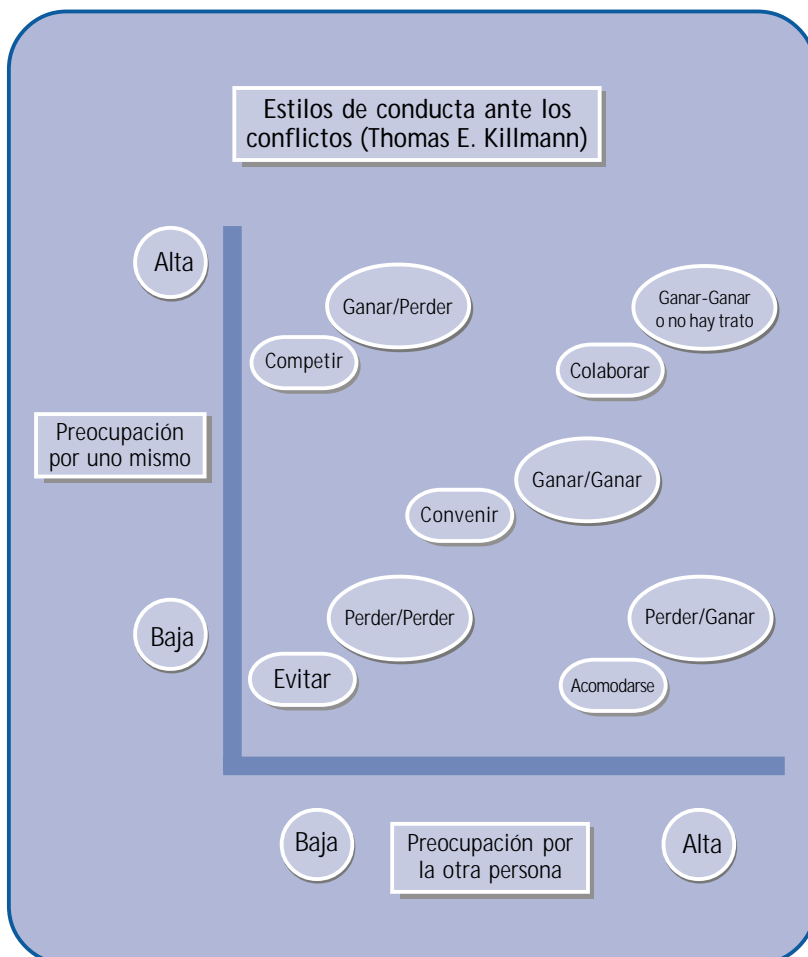 Estilos de conducta ante los
conflictos (Thomas E. Killmann)
Alta
Ganar/Perder
Ganar-Ganar
o no hay trato
Competir
Colaborar
Preocupación
por uno mismo
Ganar/Ganar
Convenir
Perder/Perder
Perder/Ganar
Baja
Evitar
Acomodarse
Baja
Preocupación por
la otra persona
Alta